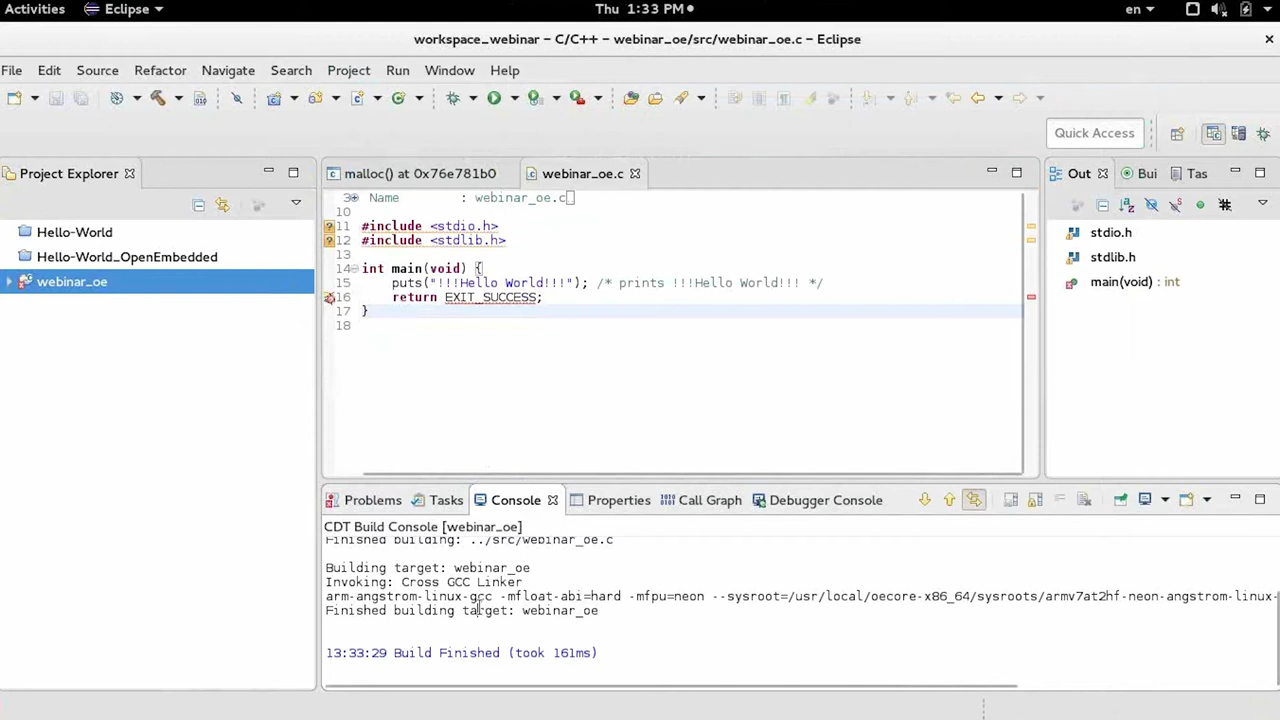 Activities Eclipse Thu 1:33 PM en
workspace_webinar – C/C++ – webinar_oe/src/webinar_oe.c – Eclipse
File Edit Source Refactor Navigate Search Project Run Window Help
Quick Access
Project Explorer
malloc() at 0x76e781b0
webinar_oe.c
Out
Bui
Tas
Hello-World
Hello-World_OpenEmbedded
webinar_oe
3 Name : webinar_oe.c
10
11 #include <stdio.h>
12 #include <stdlib.h>
13
14 int main(void) {
15 puts("!!!Hello World!!!"); /* prints !!!Hello World!!! */
16 return EXIT_SUCCESS;
17 }
18
stdio.h
stdlib.h
main(void) : int
Problems Tasks Console Properties Call Graph Debugger Console
CDT Build Console [webinar_oe]
Finished building: ../src/webinar_oe.c
Building target: webinar_oe
Invoking: Cross GCC Linker
arm-angstrom-linux-gcc -mfloat-abi=hard -mfpu=neon --sysroot=/usr/local/oecore-x86_64/sysroots/armv7at2hf-neon-angstrom-linux-
Finished building target: webinar_oe
13:33:29 Build Finished (took 161ms)